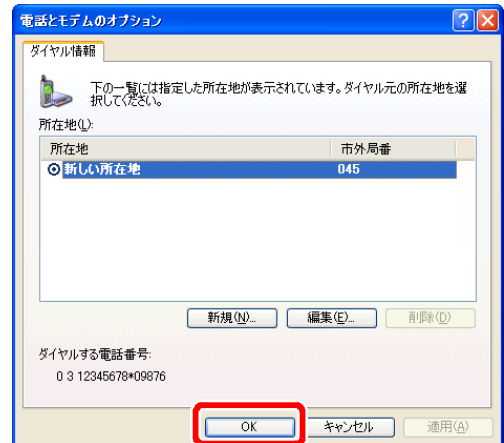 電話とモデムのオプション
ダイヤル情報
下の一覧には指定した所在地が表示されています。ダイヤル元の所在地を選
択してください。
所在地(L):
所在地 市外局番
新しい所在地 045
新規(N)... 編集(E)... 削除(D)
ダイヤルする電話番号:
0 3 12345678*09876
OK キャンセル 適用(A)